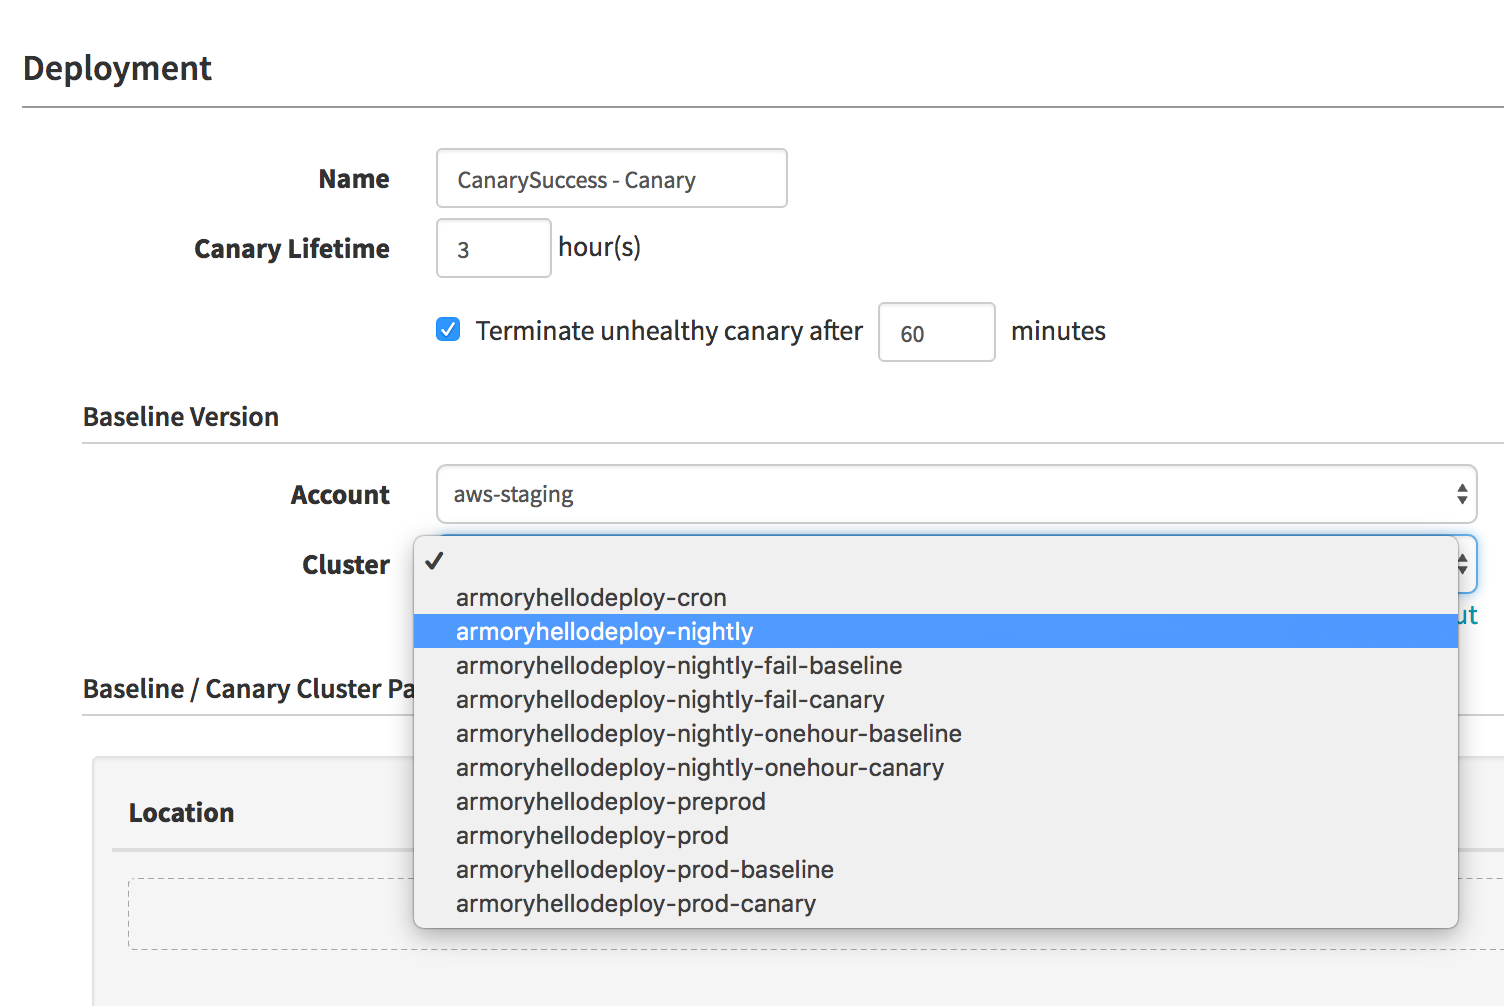 Deployment
Name CanarySuccess - Canary
Canary Lifetime 3 hour(s)
Terminate unhealthy canary after 60 minutes
Baseline Version
Account aws-staging
Cluster
armoryhellodeploy-cron
armoryhellodeploy-nightly
armoryhellodeploy-nightly-fail-baseline
armoryhellodeploy-nightly-fail-canary
armoryhellodeploy-nightly-onehour-baseline
armoryhellodeploy-nightly-onehour-canary
armoryhellodeploy-preprod
armoryhellodeploy-prod
armoryhellodeploy-prod-baseline
armoryhellodeploy-prod-canary
Baseline / Canary Cluster Pa
Location